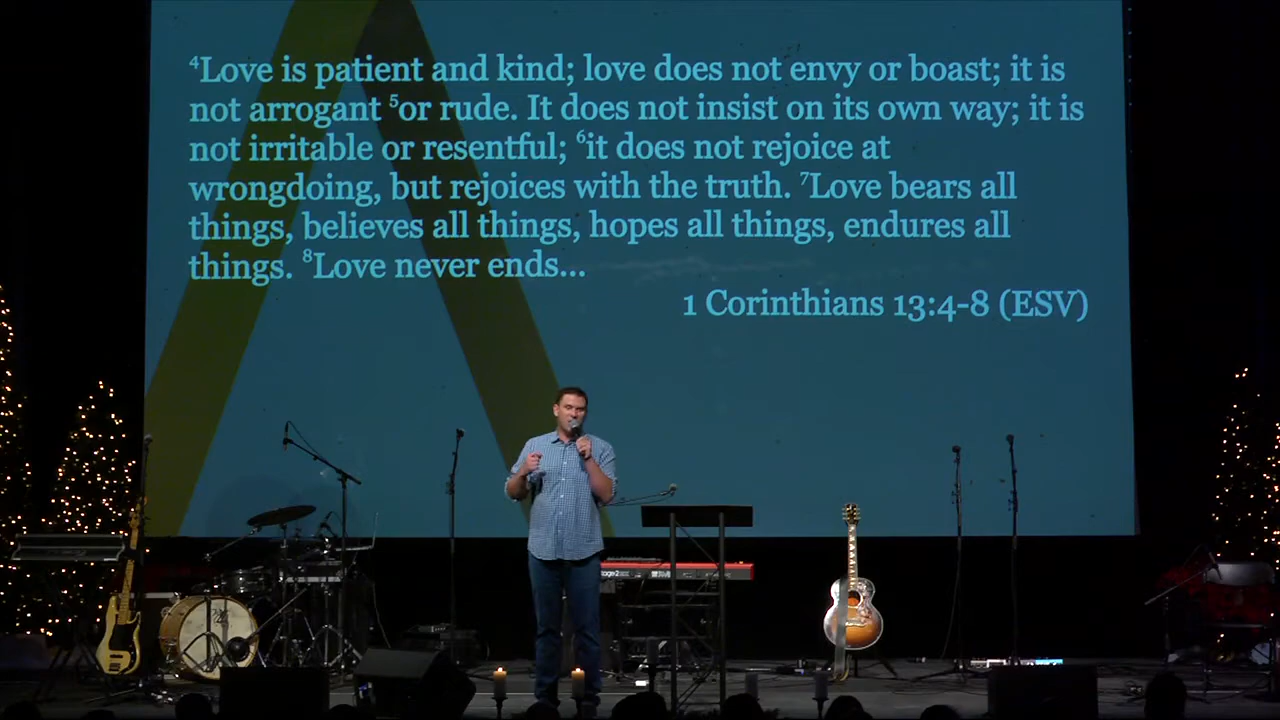 ⁴Love is patient and kind; love does not envy or boast; it is
not arrogant ⁵or rude. It does not insist on its own way; it is
not irritable or resentful; ⁶it does not rejoice at
wrongdoing, but rejoices with the truth. ⁷Love bears all
things, believes all things, hopes all things, endures all
things. ⁸Love never ends...
1 Corinthians 13:4-8 (ESV)